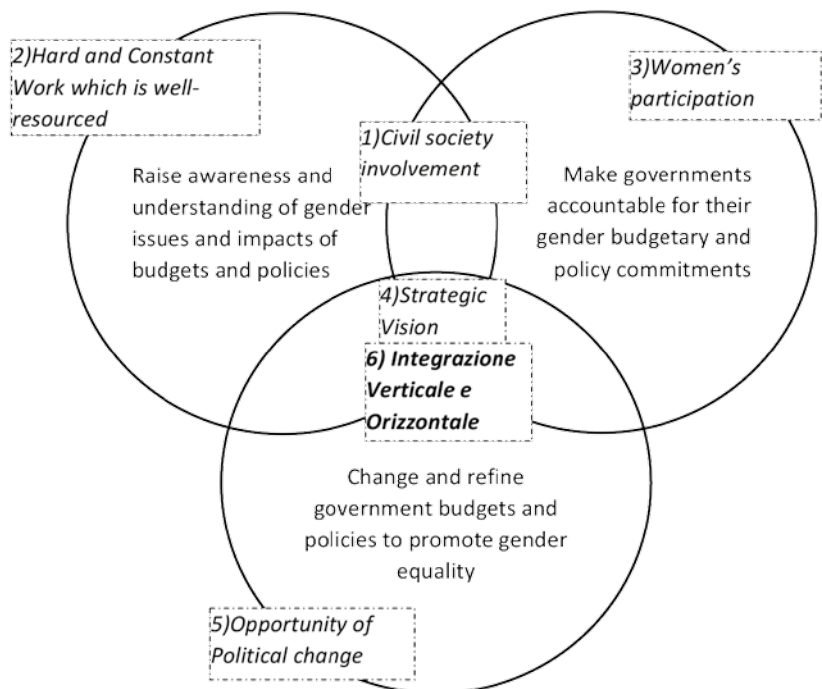 2)Hard and Constant
Work which is well-
resourced
3)Women's
participation
1)Civil society
involvement
Raise awareness and
understanding of gender
issues and impacts of
budgets and policies
Make governments
accountable for their
gender budgetary and
policy commitments
4)Strategic
Vision
6) Integrazione
Verticale e
Orizzontale
Change and refine
government budgets and
policies to promote gender
equality
5)Opportunity of
Political change